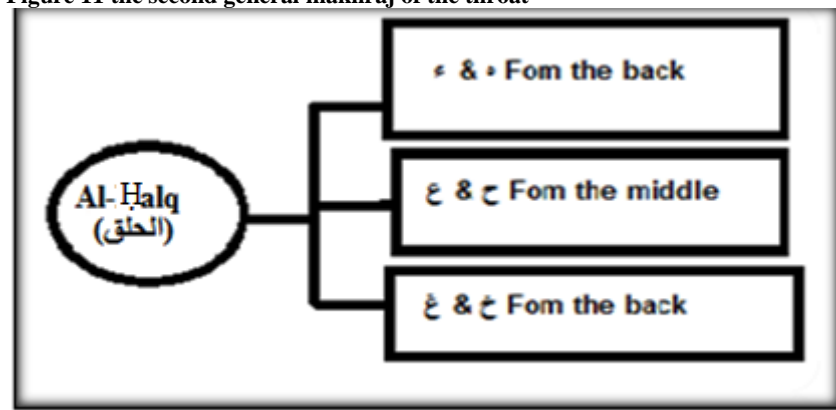 Figure 11 the second general makhraj of the throat
ء & ه Fom the back
Al-Ḥalq
(الحلق)
ع & ح Fom the middle
غ & خ Fom the back